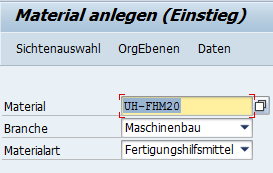 Material anlegen (Einstieg)
Sichtenauswahl OrgEbenen Daten
Material UH-FHM20
Branche Maschinenbau
Materialart Fertigungshilfsmittel